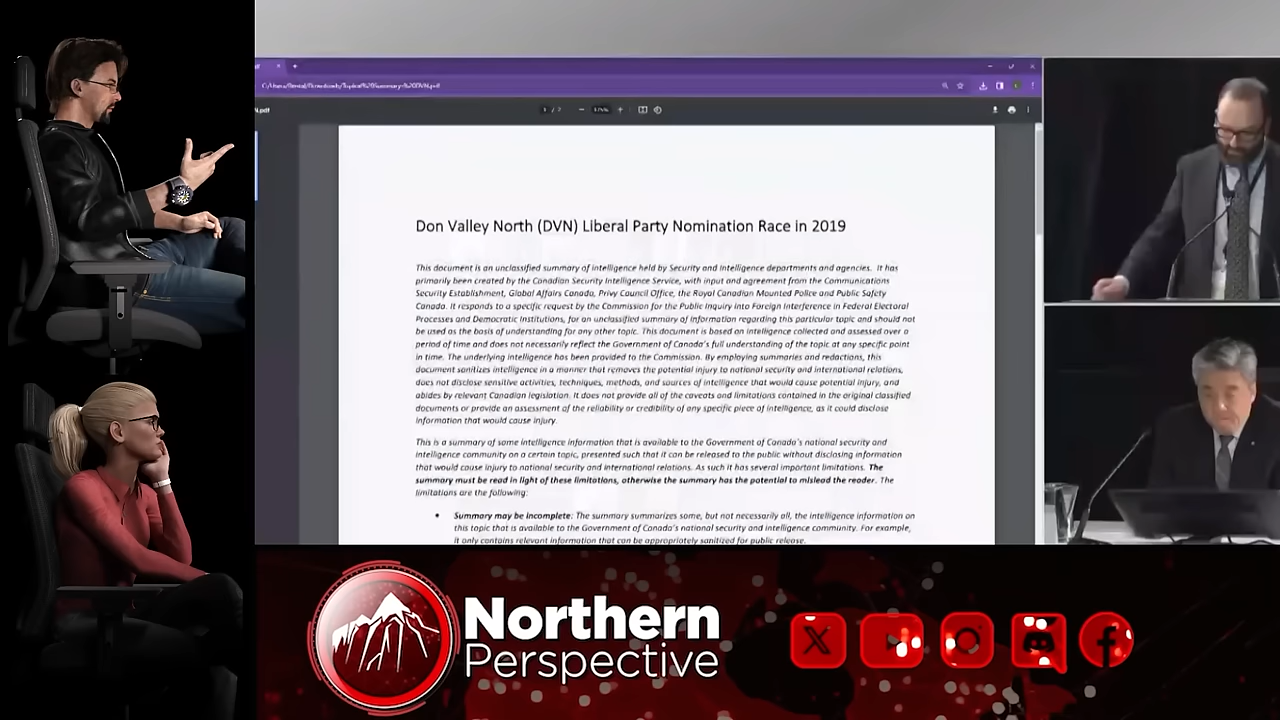 Don Valley North (DVN) Liberal Party Nomination Race in 2019
This document is an unclassified summary of intelligence held by Security and Intelligence departments and agencies. It has
primarily been created by the Canadian Security Intelligence Service, with input and agreement from the Communications
Security Establishment, Global Affairs Canada, Privy Council Office, the Royal Canadian Mounted Police and Public Safety
Canada. It responds to a specific request by the Commission for the Public Inquiry into Foreign Interference in Federal Electoral
Processes and Democratic Institutions, for an unclassified summary of information regarding this particular topic and should not
be used as the basis of understanding for any other topic. This document is based on intelligence collected and assessed over a
period of time and does not necessarily reflect the Government of Canada's full understanding of the topic at any specific point
in time. The underlying intelligence has been provided to the Commission. By employing summaries and redactions, this
document sanitizes intelligence in a manner that removes the potential injury to national security and international relations,
does not disclose sensitive activities, techniques, methods, and sources of intelligence that would cause potential injury, and
abides by relevant Canadian legislation. It does not provide all of the caveats and limitations contained in the original classified
documents or provide an assessment of the reliability or credibility of any specific piece of intelligence, as it could disclose
information that would cause injury.
This is a summary of some intelligence information that is available to the Government of Canada's national security and
intelligence community on a certain topic, presented such that it can be released to the public without disclosing information
that would cause injury to national security and international relations. As such it has several important limitations. The
summary must be read in light of these limitations, otherwise the summary has the potential to mislead the reader. The
limitations are the following:
• Summary may be incomplete: The summary summarizes some, but not necessarily all, the intelligence information on
this topic that is available to the Government of Canada's national security and intelligence community. For example,
it only contains relevant information that can be appropriately sanitized for public release.
Northern
Perspective